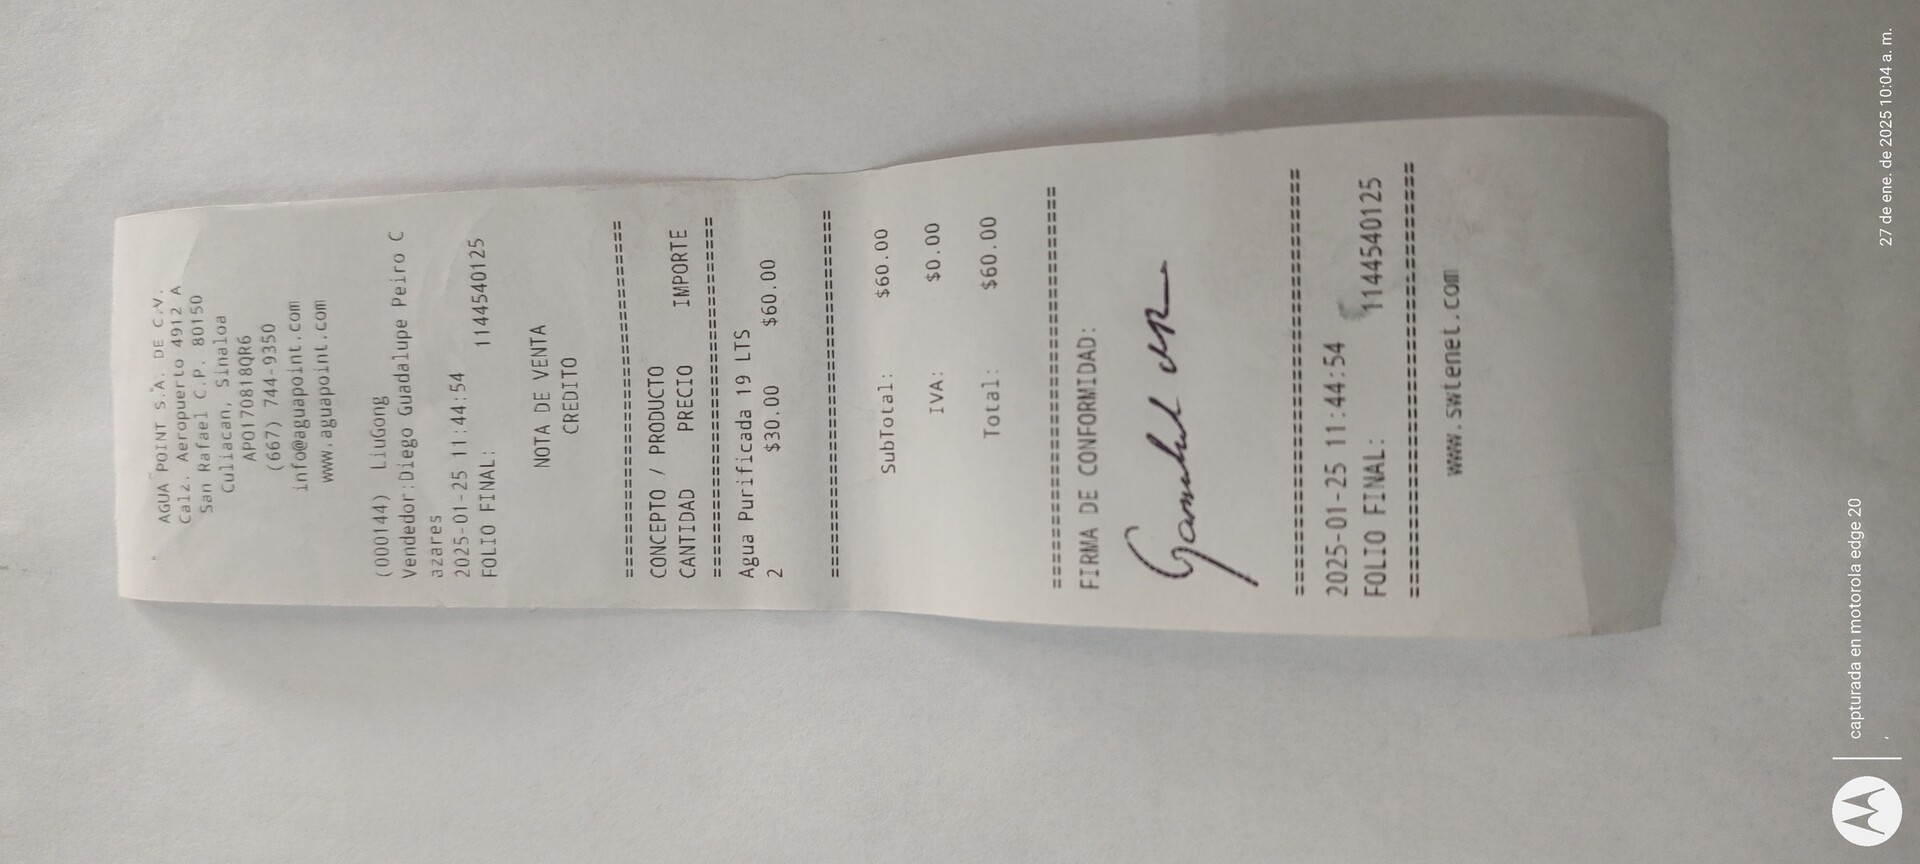 AGUA POINT S.A. DE C.V.
Calz. Aeropuerto 4912 A
San Rafael C.P. 80150
Culiacan, Sinaloa
APO170818QR6
(667) 744-9350
info@aguapoint.com
www.aguapoint.com
(000144) LiuGong
Vendedor:Diego Guadalupe Peiro C
azares
2025-01-25 11:44:54
FOLIO FINAL: 1144540125
NOTA DE VENTA
CREDITO
================================
CONCEPTO / PRODUCTO
CANTIDAD PRECIO IMPORTE
================================
Agua Purificada 19 LTS
2 $30.00 $60.00
================================
SubTotal: $60.00
IVA: $0.00
Total: $60.00
================================
FIRMA DE CONFORMIDAD:
================================
2025-01-25 11:44:54
FOLIO FINAL: 1144540125
================================
www.swtenet.com
capturada en motorola edge 20
,
27 de ene. de 2025 10:04 a. m.